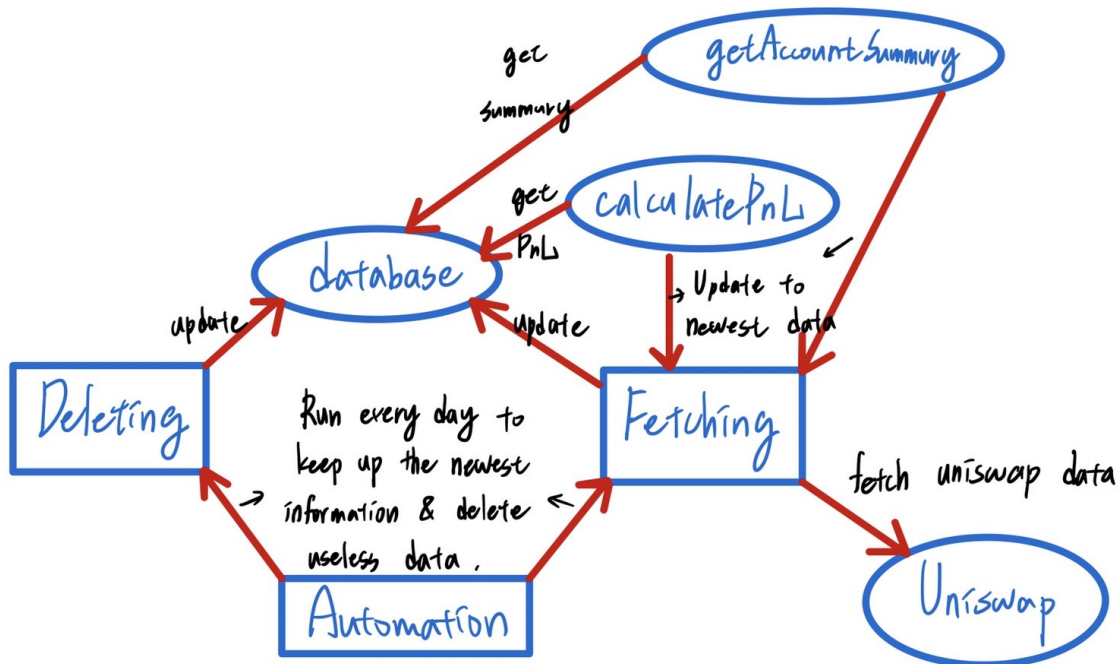 getAccountSummury
get
summury
calculatePnL
get
PnL
database
Update to
newest data
update
update
Deleting
Run every day to
keep up the newest
information & delete
useless data.
Fetching
fetch uniswap data
Automation
Uniswap